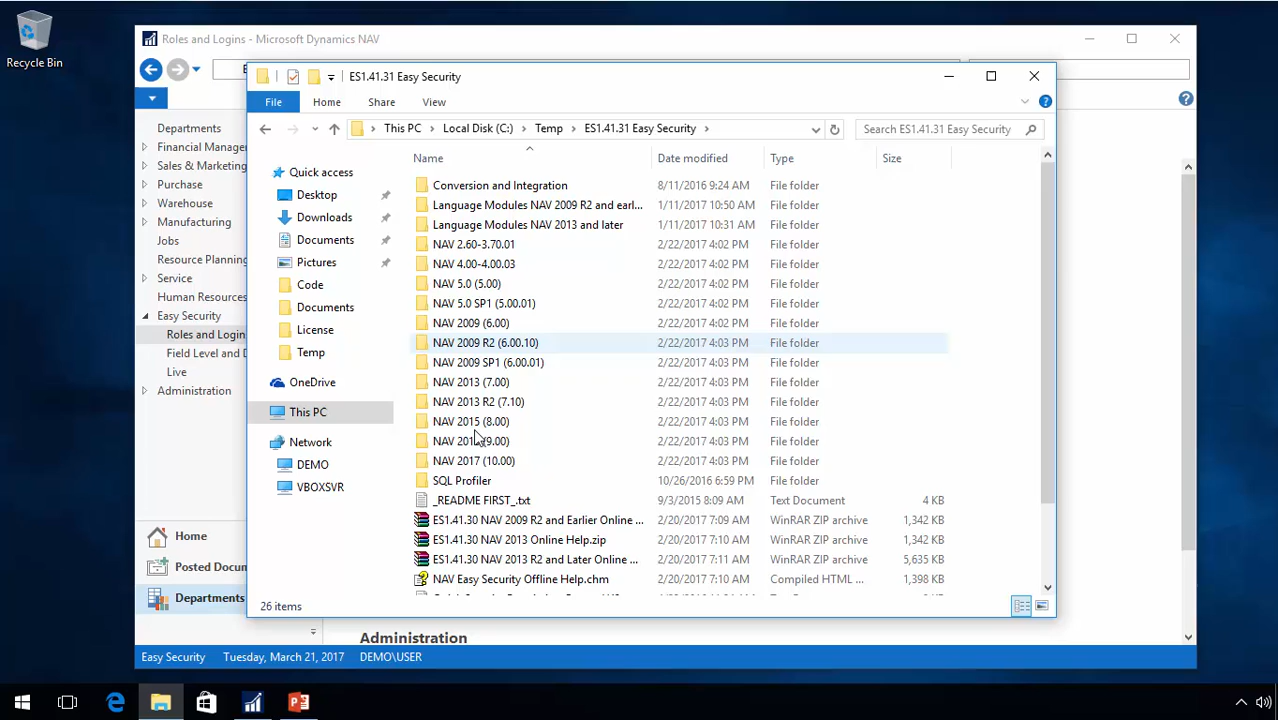 Recycle Bin
Roles and Logins - Microsoft Dynamics NAV
ES1.41.31 Easy Security
File
Home
Share
View
This PC
Local Disk (C:)
Temp
ES1.41.31 Easy Security
Search ES1.41.31 Easy Security
Departments
Financial Manag
Sales & Marketing
Purchase
Warehouse
Manufacturing
Jobs
Resource Planning
Service
Human Resources
Easy Security
Roles and Login
Field Level and D
Live
Administration
Home
Posted Docum
Departments
Quick access
Desktop
Downloads
Documents
Pictures
Code
Documents
License
Temp
OneDrive
This PC
Network
DEMO
VBOXSVR
Name Date modified Type Size
Conversion and Integration 8/11/2016 9:24 AM File folder
Language Modules NAV 2009 R2 and earl... 1/11/2017 10:50 AM File folder
Language Modules NAV 2013 and later 1/11/2017 10:31 AM File folder
NAV 2.60-3.70.01 2/22/2017 4:02 PM File folder
NAV 4.00-4.00.03 2/22/2017 4:02 PM File folder
NAV 5.0 (5.00) 2/22/2017 4:02 PM File folder
NAV 5.0 SP1 (5.00.01) 2/22/2017 4:02 PM File folder
NAV 2009 (6.00) 2/22/2017 4:02 PM File folder
NAV 2009 R2 (6.00.10) 2/22/2017 4:03 PM File folder
NAV 2009 SP1 (6.00.01) 2/22/2017 4:03 PM File folder
NAV 2013 (7.00) 2/22/2017 4:03 PM File folder
NAV 2013 R2 (7.10) 2/22/2017 4:03 PM File folder
NAV 2015 (8.00) 2/22/2017 4:03 PM File folder
NAV (9.00) 2/22/2017 4:03 PM File folder
NAV 2017 (10.00) 2/22/2017 4:03 PM File folder
SQL Profiler 10/26/2016 6:59 PM File folder
_README FIRST_.txt 9/3/2015 8:09 AM Text Document 4 KB
ES1.41.30 NAV 2009 R2 and Earlier Online ... 2/20/2017 7:09 AM WinRAR ZIP archive 1,342 KB
ES1.41.30 NAV 2013 Online Help.zip 2/20/2017 7:10 AM WinRAR ZIP archive 1,342 KB
ES1.41.30 NAV 2013 R2 and Later Online ... 2/20/2017 7:11 AM WinRAR ZIP archive 5,635 KB
NAV Easy Security Offline Help.chm 2/20/2017 7:10 AM Compiled HTML ... 1,398 KB
26 items
Administration
Easy Security
Tuesday, March 21, 2017
DEMO\USER